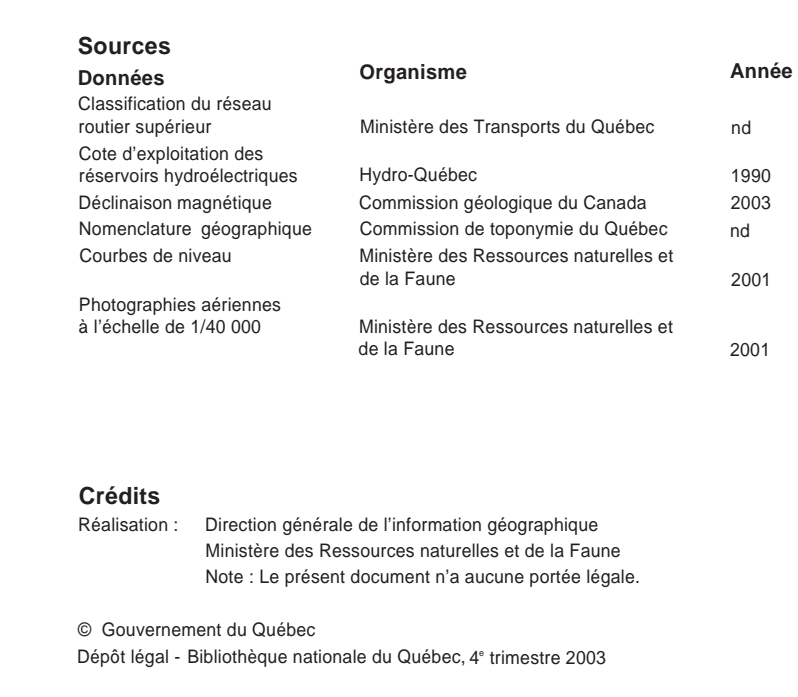 Sources
Données Organisme Année
Classification du réseau
routier supérieur Ministère des Transports du Québec nd
Cote d'exploitation des
réservoirs hydroélectriques Hydro-Québec 1990
Déclinaison magnétique Commission géologique du Canada 2003
Nomenclature géographique Commission de toponymie du Québec nd
Courbes de niveau Ministère des Ressources naturelles et
de la Faune 2001
Photographies aériennes
à l'échelle de 1/40 000 Ministère des Ressources naturelles et
de la Faune 2001
Crédits
Réalisation : Direction générale de l'information géographique
Ministère des Ressources naturelles et de la Faune
Note : Le présent document n'a aucune portée légale.
© Gouvernement du Québec
Dépôt légal - Bibliothèque nationale du Québec, 4e trimestre 2003